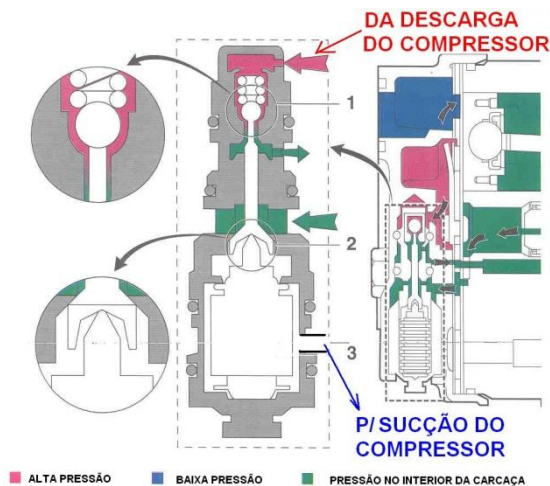 DA DESCARGA
DO COMPRESSOR
1
2
3
P/ SUCÇÃO DO
COMPRESSOR
ALTA PRESSÃO
BAIXA PRESSÃO
PRESSÃO NO INTERIOR DA CARCAÇA